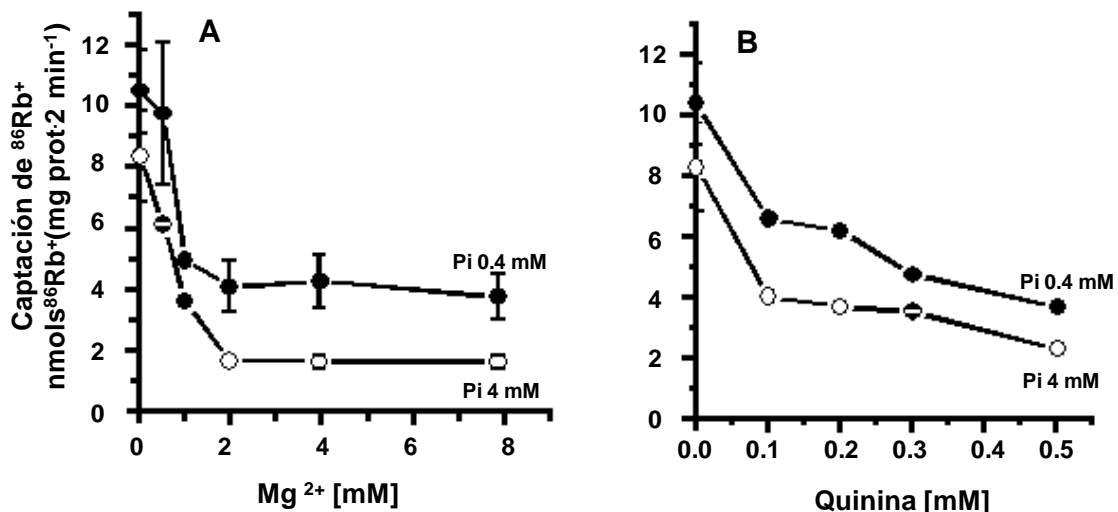 Captación de ⁸⁶Rb⁺
nmols⁸⁶Rb⁺(mg prot·2 min⁻¹)
A
12
10
8
6
4
2
0
Pi 0.4 mM
Pi 4 mM
0
2
4
6
8
Mg ²⁺ [mM]
B
12
10
8
6
4
2
0
Pi 0.4 mM
Pi 4 mM
0.0
0.1
0.2
0.3
0.4
0.5
Quinina [mM]